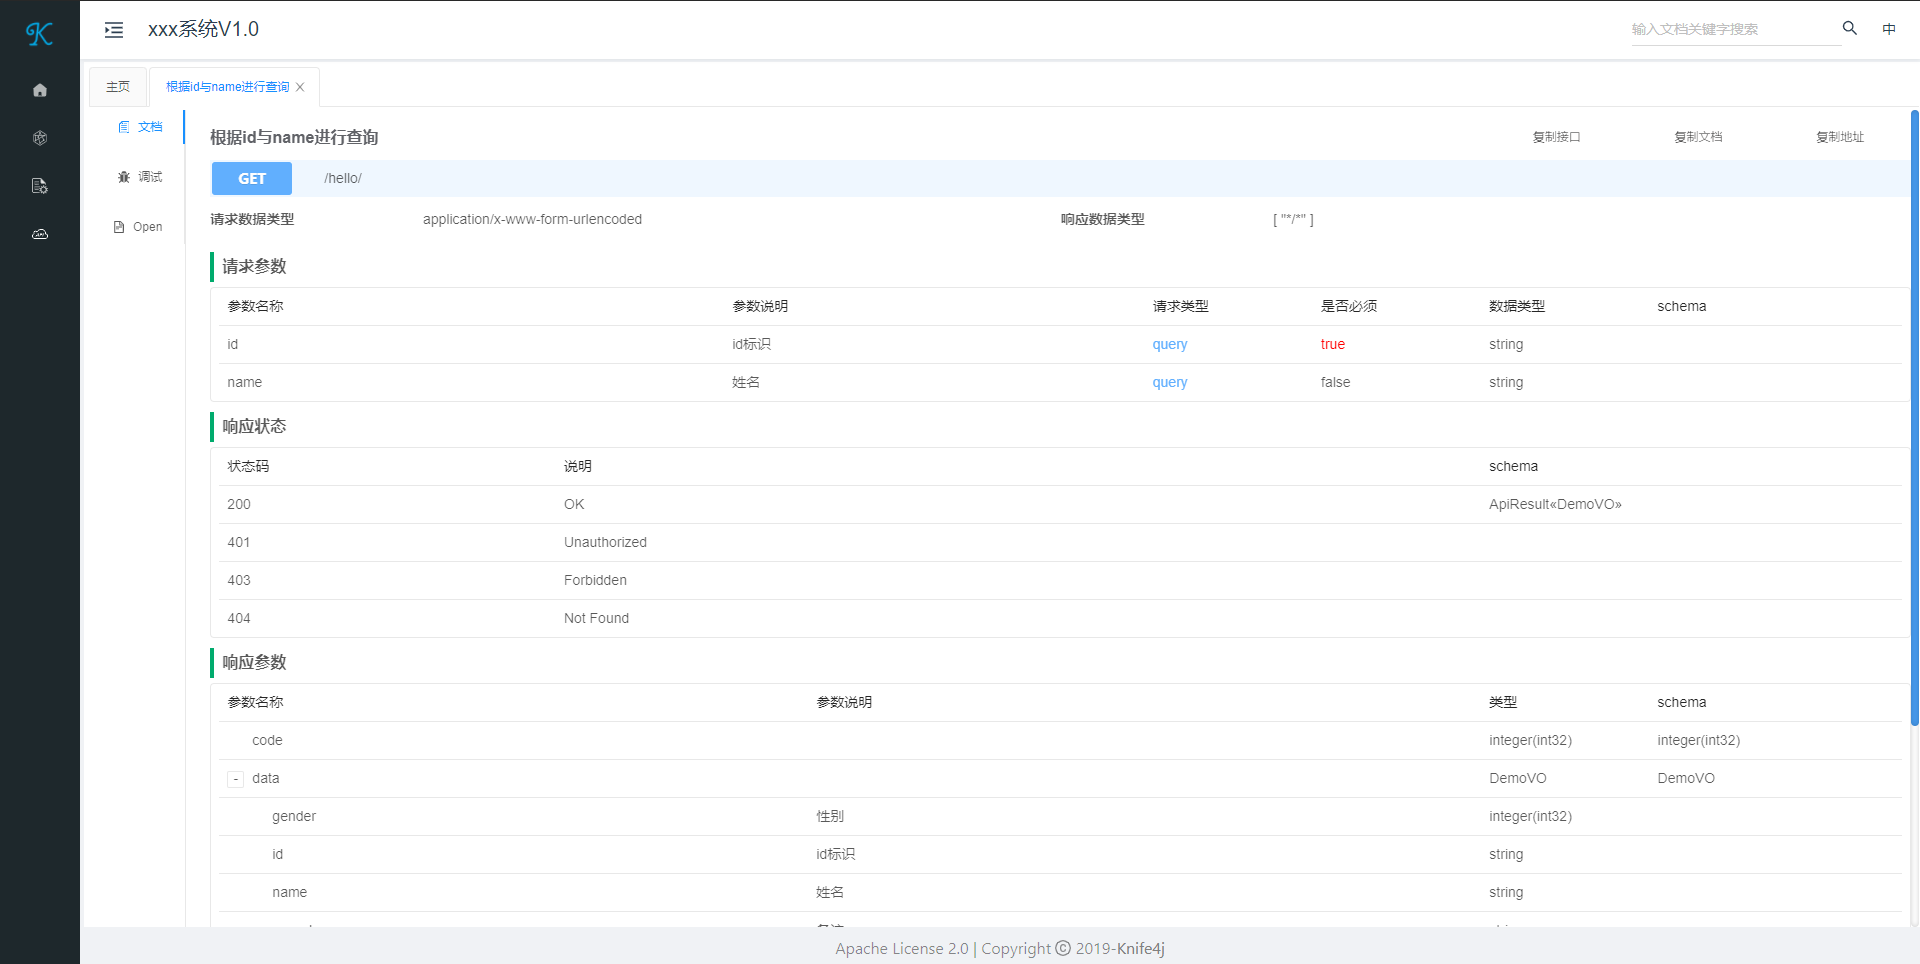 K
xxx系统V1.0
输入文档关键字搜索
中
主页
根据id与name进行查询
文档
调试
Open
根据id与name进行查询
复制接口 复制文档 复制地址
GET /hello/
请求数据类型 application/x-www-form-urlencoded 响应数据类型 [ "*/*" ]
请求参数
参数名称 参数说明 请求类型 是否必须 数据类型 schema
id id标识 query true string
name 姓名 query false string
响应状态
状态码 说明 schema
200 OK ApiResult«DemoVO»
401 Unauthorized
403 Forbidden
404 Not Found
响应参数
参数名称 参数说明 类型 schema
code integer(int32) integer(int32)
- data DemoVO DemoVO
gender 性别 integer(int32)
id id标识 string
name 姓名 string
Apache License 2.0 | Copyright © 2019-Knife4j